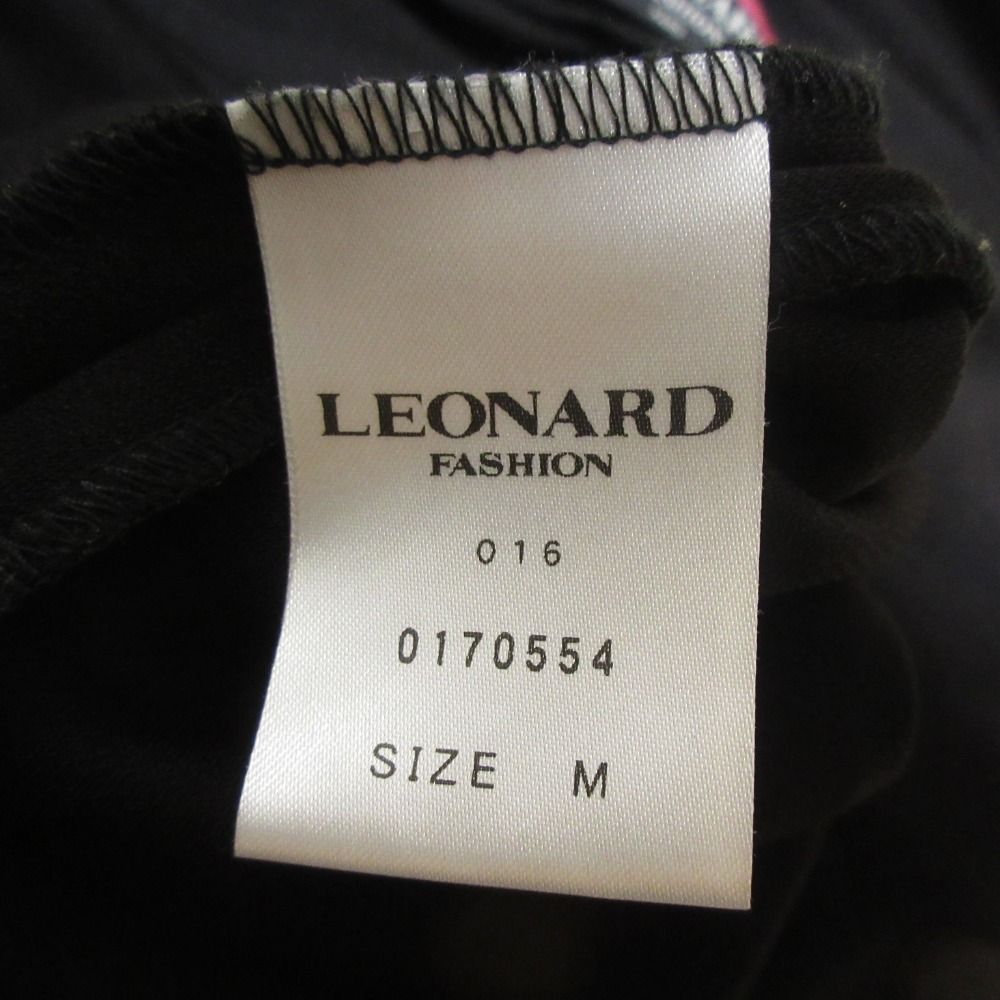 LEONARD
FASHION
016
0170554
SIZE M